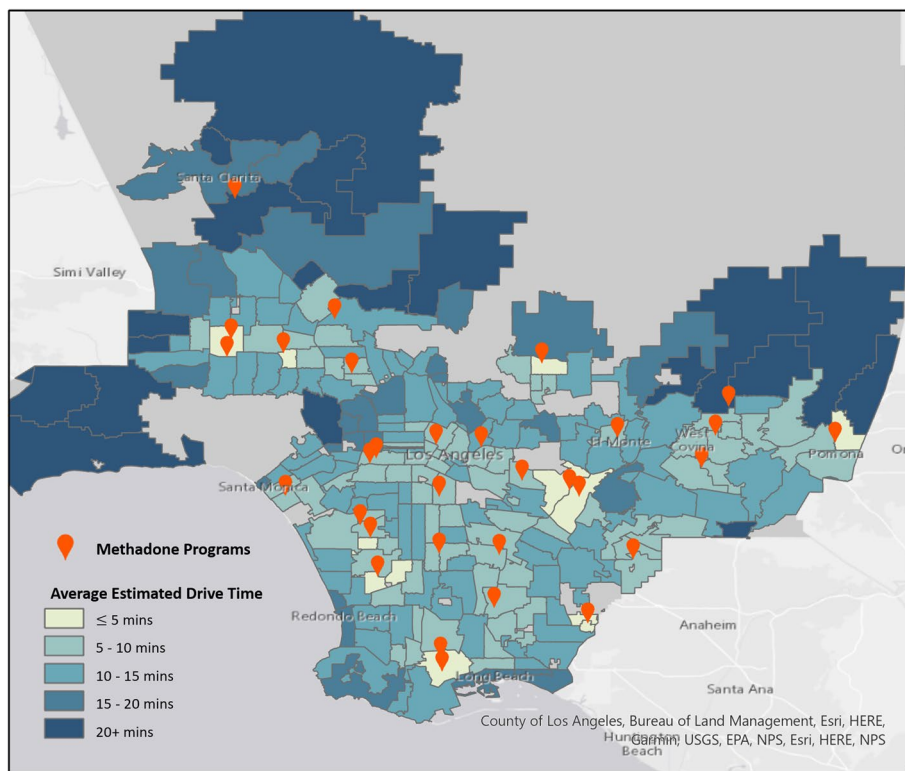 Santa Clarita
Simi Valley
El Monte
West
Covina
Los Angeles
Pomona
Santa Monica
Methadone Programs
Average Estimated Drive Time
≤ 5 mins
5 - 10 mins
10 - 15 mins
15 - 20 mins
20+ mins
Redondo Beach
Anaheim
Long Beach
Santa Ana
County of Los Angeles, Bureau of Land Management, Esri, HERE,
Garmin, USGS, EPA, NPS, Esri, HERE, NPS
Huntington
Beach